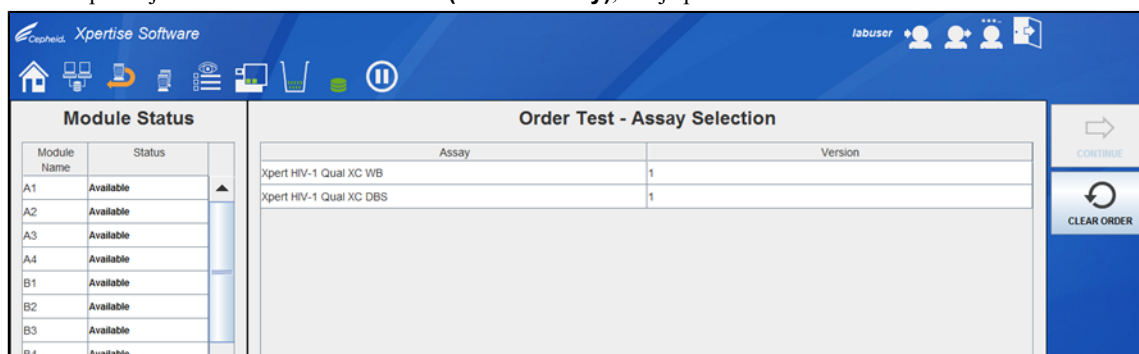 Cepheid. Xpertise Software
labuser
Module Status
Order Test - Assay Selection
Module Name
Status
Assay
Version
CONTINUE
CLEAR ORDER
A1 Available
A2 Available
A3 Available
A4 Available
B1 Available
B2 Available
B3 Available
B4 Available
Xpert HIV-1 Qual XC WB 1
Xpert HIV-1 Qual XC DBS 1